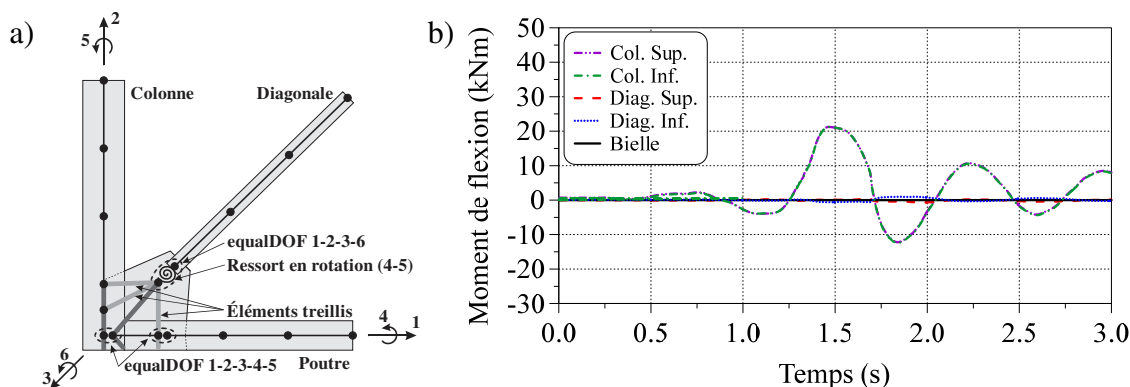 a)
2
5
Colonne
Diagonale
equalDOF 1-2-3-6
Ressort en rotation (4-5)
Éléments treillis
4
1
6
3
equalDOF 1-2-3-4-5
Poutre
b)
Moment de flexion (kNm)
50
40
30
20
10
0
-10
-20
-30
Col. Sup.
Col. Inf.
Diag. Sup.
Diag. Inf.
Bielle
0.0 0.5 1.0 1.5 2.0 2.5 3.0
Temps (s)